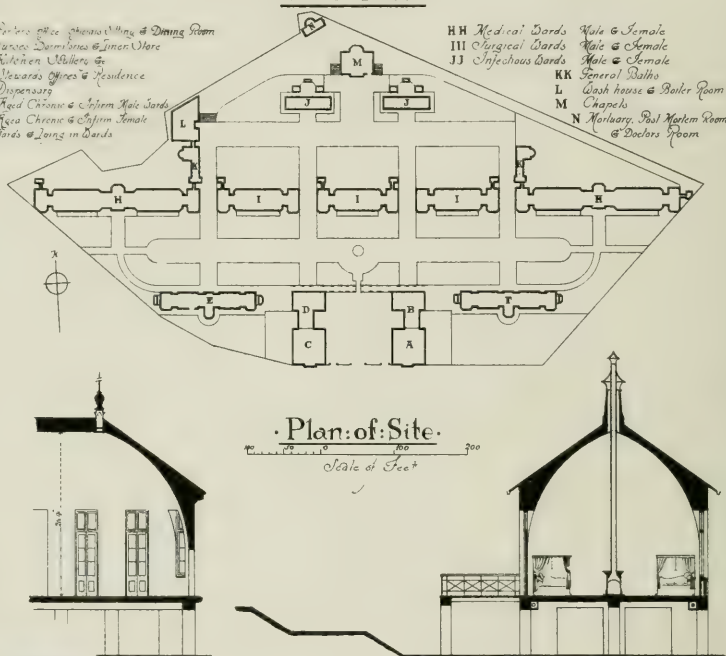 Porters Office Sitting & Dining Room
Nurses Dormitories & Linen Store
Kitchen Scullery &c
Stewards Offices & Residence
Dispensary
Aged Chronic & Infirm Male Wards
Aged Chronic & Infirm Female
Wards & Lying in Wards
HH Medical Wards Male & Female
III Surgical Wards Male & Female
JJ Infectious Wards Male & Female
KK General Baths
L Wash house & Boiler Room
M Chapels
N Mortuary, Post Mortem Room
& Doctors Room
N
M
J J
L
K K
H I I I H
N
E D B F
C A
· Plan: of: Site ·
50 0 100 200
Scale of Feet